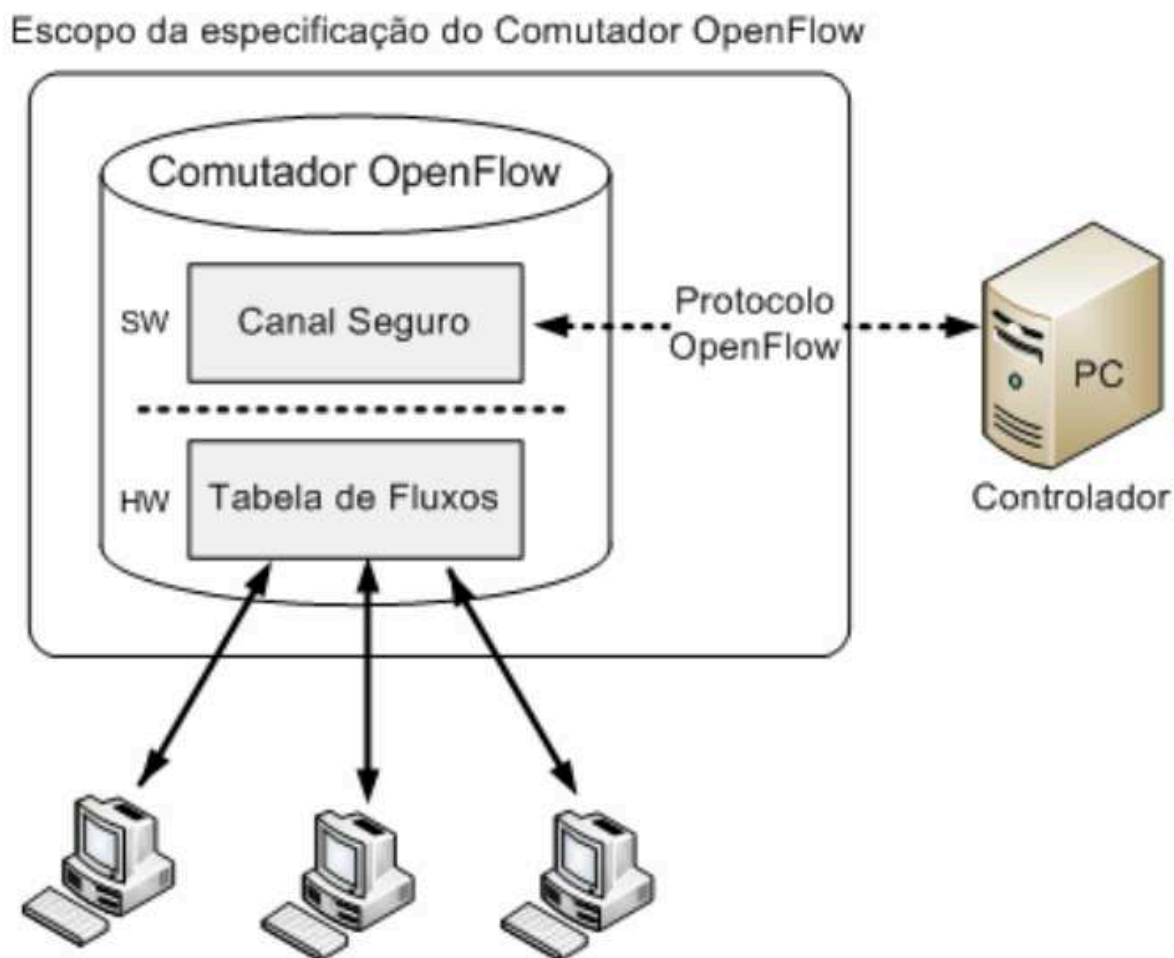 Escopo da especificação do Comutador OpenFlow
Comutador OpenFlow
SW
Canal Seguro
Protocolo
OpenFlow
PC
HW
Tabela de Fluxos
Controlador